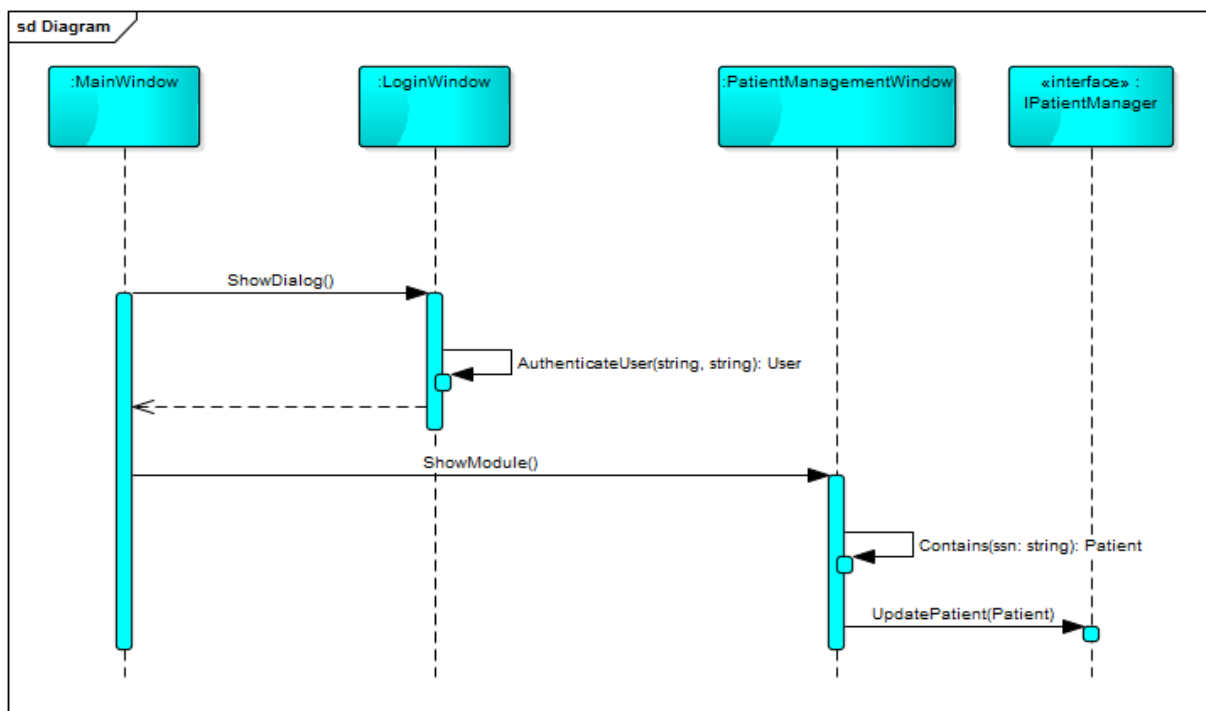 sd Diagram
:MainWindow
:LoginWindow
:PatientManagementWindow
«interface» :
IPatientManager
ShowDialog()
AuthenticateUser(string, string): User
ShowModule()
Contains(ssn: string): Patient
UpdatePatient(Patient)